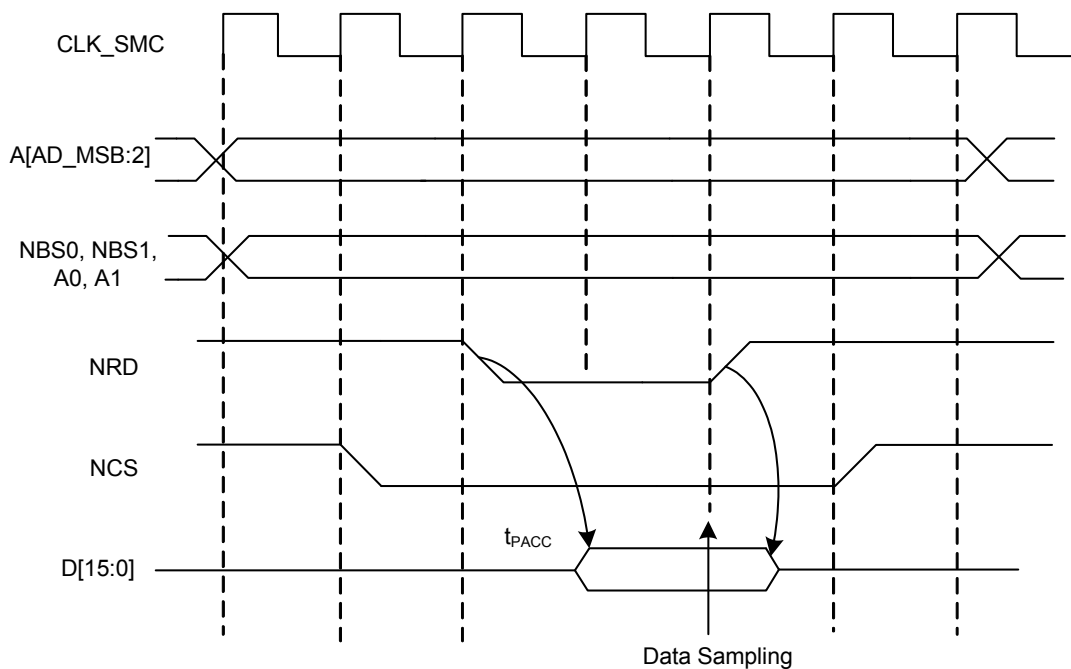 CLK_SMC
A[AD_MSB:2]
NBS0, NBS1,
A0, A1
NRD
NCS
tPACC
D[15:0]
Data Sampling